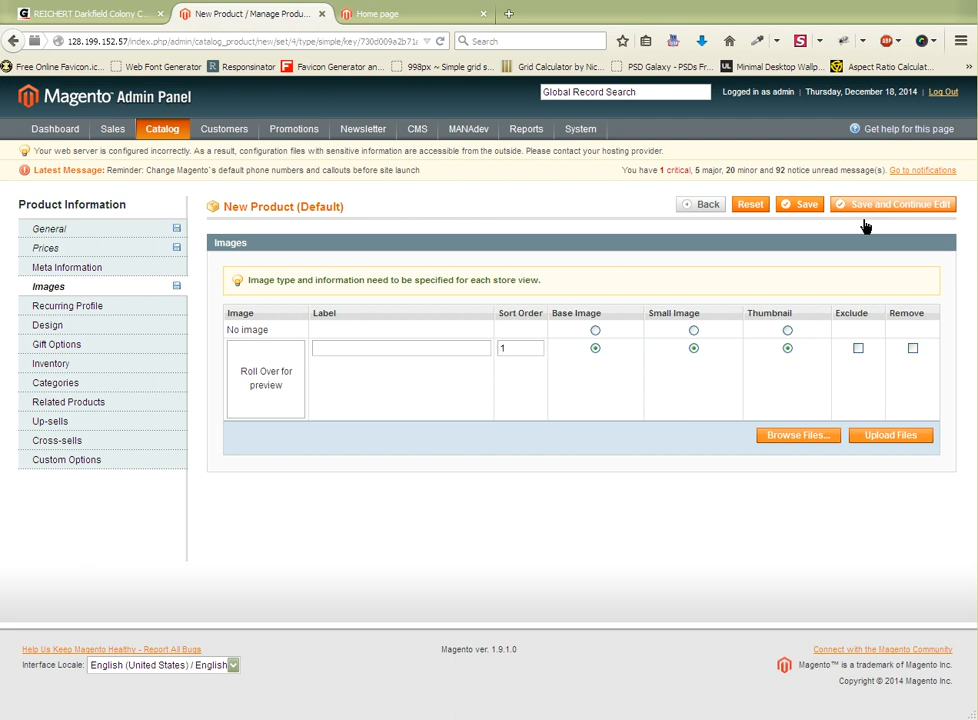 REICHERT Darkfield Colony C...
New Product / Manage Produ...
Home page
128.199.152.57/index.php/admin/catalog_product/new/set/4/type/simple/key/730d009a2b71
Search
Free Online Favicon.ic...
Web Font Generator
Responsinator
Favicon Generator an...
998px ~ Simple grid s...
Grid Calculator by Nic...
PSD Galaxy - PSDs Fr...
Minimal Desktop Wallp...
Aspect Ratio Calculat...
Magento Admin Panel
Global Record Search
Logged in as admin | Thursday, December 18, 2014 | Log Out
Dashboard Sales Catalog Customers Promotions Newsletter CMS MANAdev Reports System
Get help for this page
Your web server is configured incorrectly. As a result, configuration files with sensitive information are accessible from the outside. Please contact your hosting provider.
Latest Message: Reminder: Change Magento`s default phone numbers and callouts before site launch
You have 1 critical, 5 major, 20 minor and 92 notice unread message(s). Go to notifications
Product Information
General
Prices
Meta Information
Images
Recurring Profile
Design
Gift Options
Inventory
Categories
Related Products
Up-sells
Cross-sells
Custom Options
New Product (Default)
Back Reset Save Save and Continue Edit
Images
Image type and information need to be specified for each store view.
Image Label Sort Order Base Image Small Image Thumbnail Exclude Remove
No image
1
Roll Over for
preview
Browse Files... Upload Files
Help Us Keep Magento Healthy - Report All Bugs
Interface Locale: English (United States) / English
Magento ver. 1.9.1.0
Connect with the Magento Community
Magento™ is a trademark of Magento Inc.
Copyright © 2014 Magento Inc.